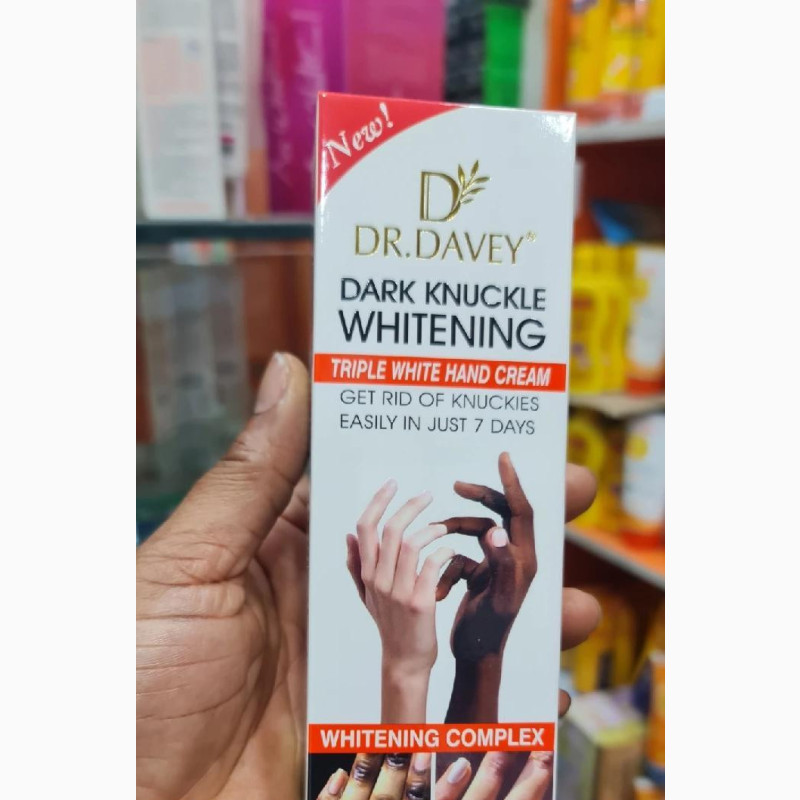 New!
D
DR.DAVEY
DARK KNUCKLE
WHITENING
TRIPLE WHITE HAND CREAM
GET RID OF KNUCKIES
EASILY IN JUST 7 DAYS
WHITENING COMPLEX